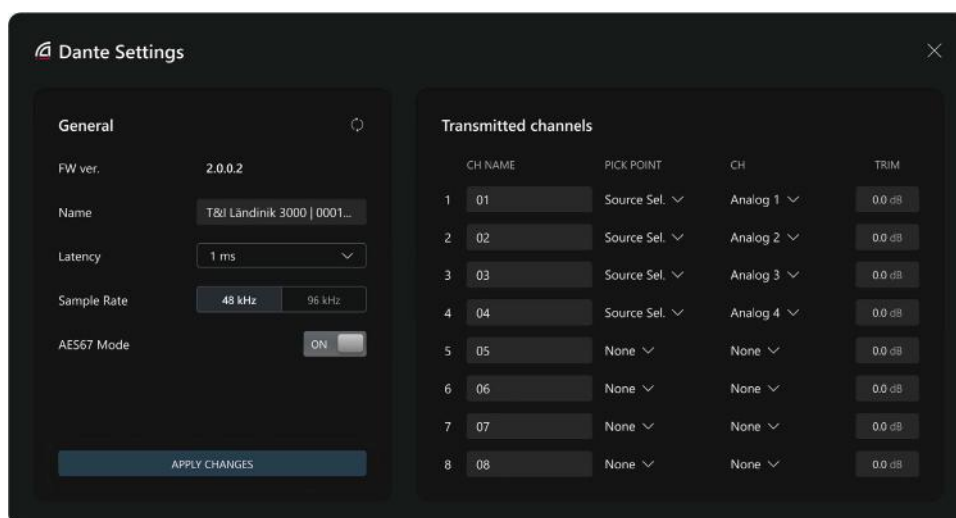 Dante Settings
General
FW ver. 2.0.0.2
Name T&I Ländinik 3000 | 0001...
Latency 1 ms
Sample Rate 48 kHz 96 kHz
AES67 Mode ON
APPLY CHANGES
Transmitted channels
CH NAME PICK POINT CH TRIM
1 01 Source Sel. Analog 1 0.0 dB
2 02 Source Sel. Analog 2 0.0 dB
3 03 Source Sel. Analog 3 0.0 dB
4 04 Source Sel. Analog 4 0.0 dB
5 05 None None 0.0 dB
6 06 None None 0.0 dB
7 07 None None 0.0 dB
8 08 None None 0.0 dB